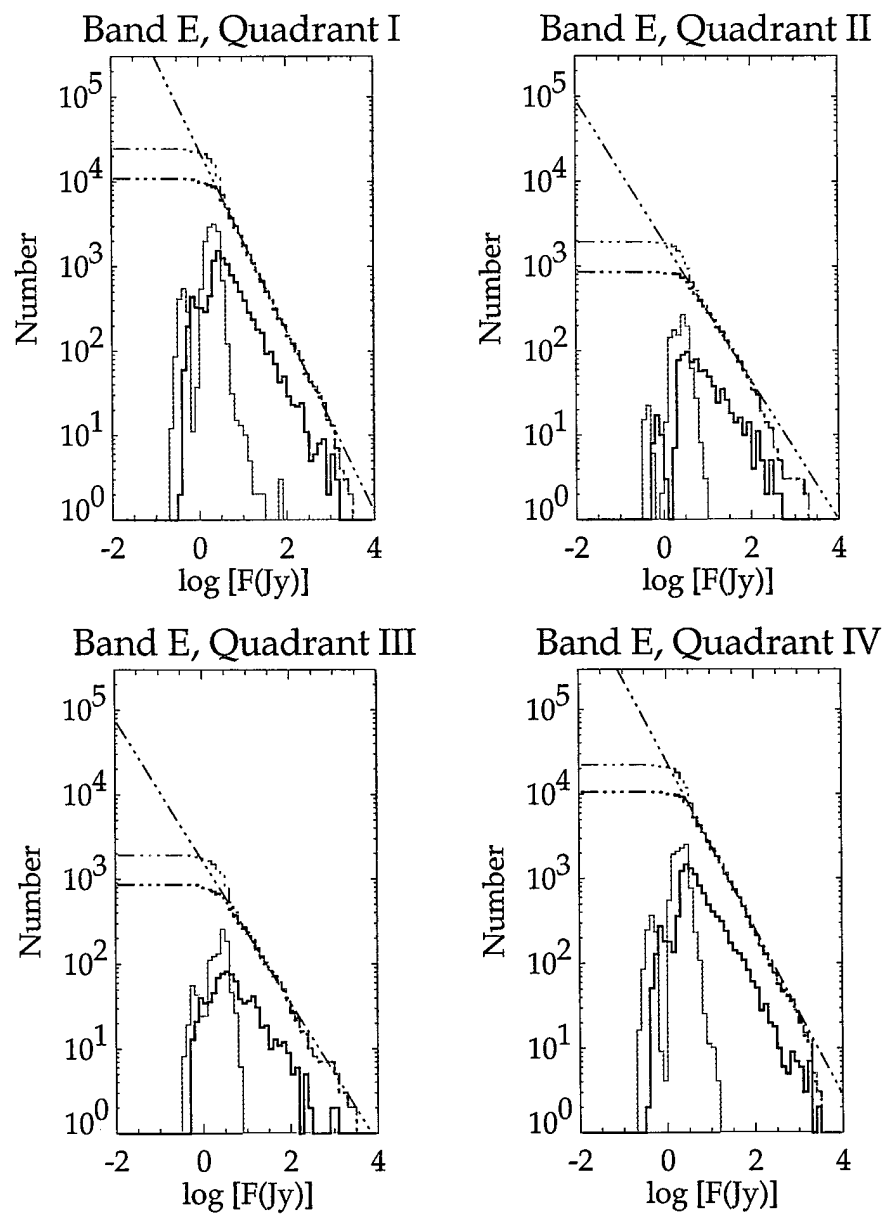 Band E, Quadrant I
Number
10^5
10^4
10^3
10^2
10^1
10^0
-2 0 2 4
log [F(Jy)]
Band E, Quadrant II
Number
10^5
10^4
10^3
10^2
10^1
10^0
-2 0 2 4
log [F(Jy)]
Band E, Quadrant III
Number
10^5
10^4
10^3
10^2
10^1
10^0
-2 0 2 4
log [F(Jy)]
Band E, Quadrant IV
Number
10^5
10^4
10^3
10^2
10^1
10^0
-2 0 2 4
log [F(Jy)]